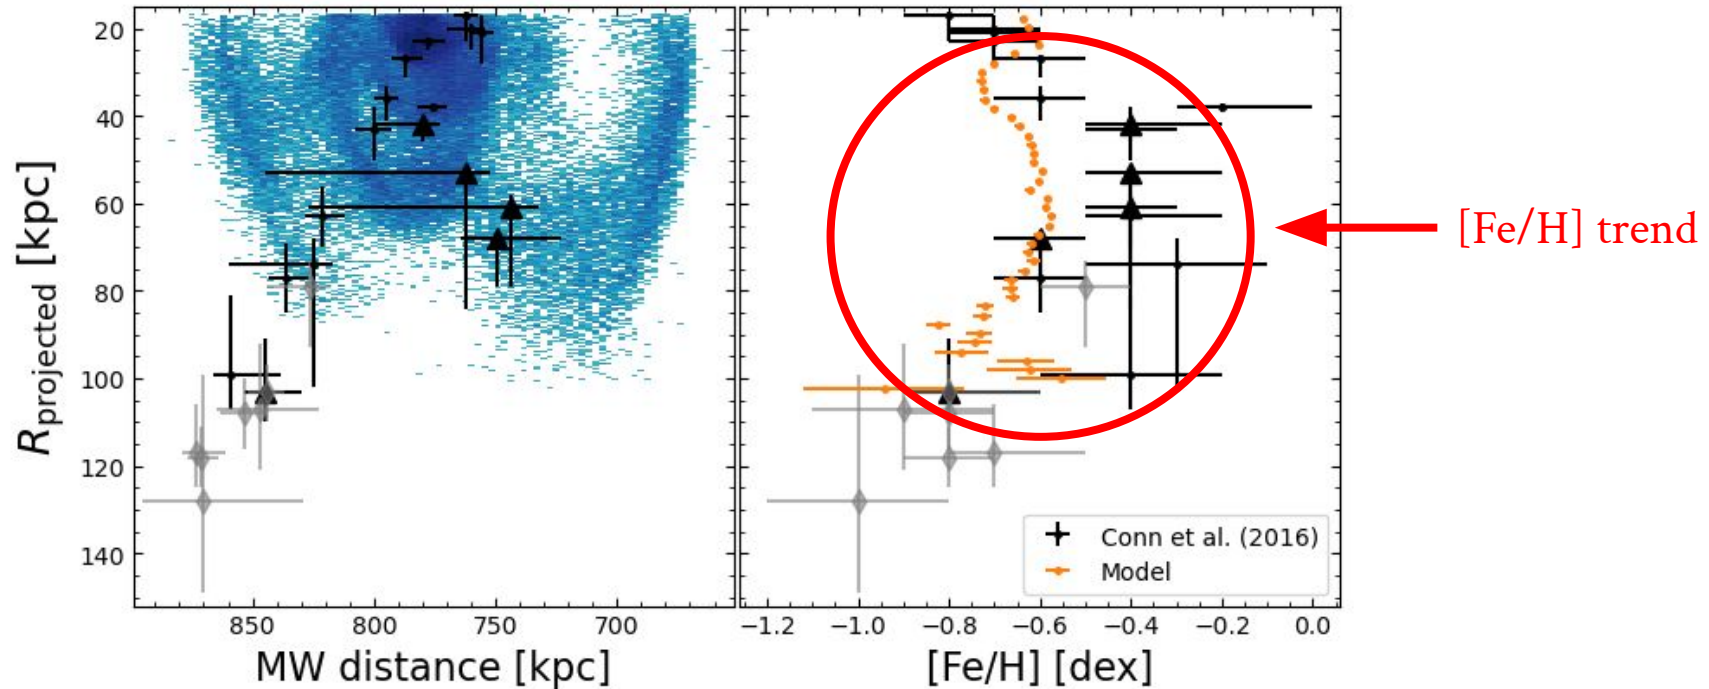 20
40
60
80
100
120
140
R_projected [kpc]
850 800 750 700
MW distance [kpc]
−1.2 −1.0 −0.8 −0.6 −0.4 −0.2 0.0
[Fe/H] [dex]
Conn et al. (2016)
Model
[Fe/H] trend